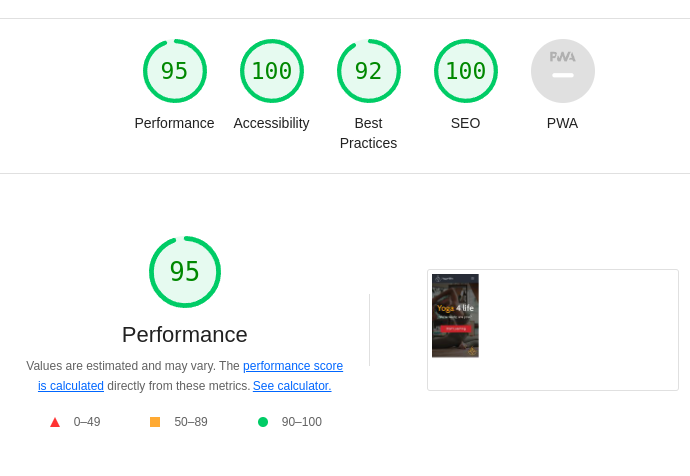 95
100
92
100
PWA
Performance
Accessibility
Best
Practices
SEO
PWA
95
Performance
Values are estimated and may vary. The performance score
is calculated directly from these metrics. See calculator.
0–49
50–89
90–100
Yoga 4 life